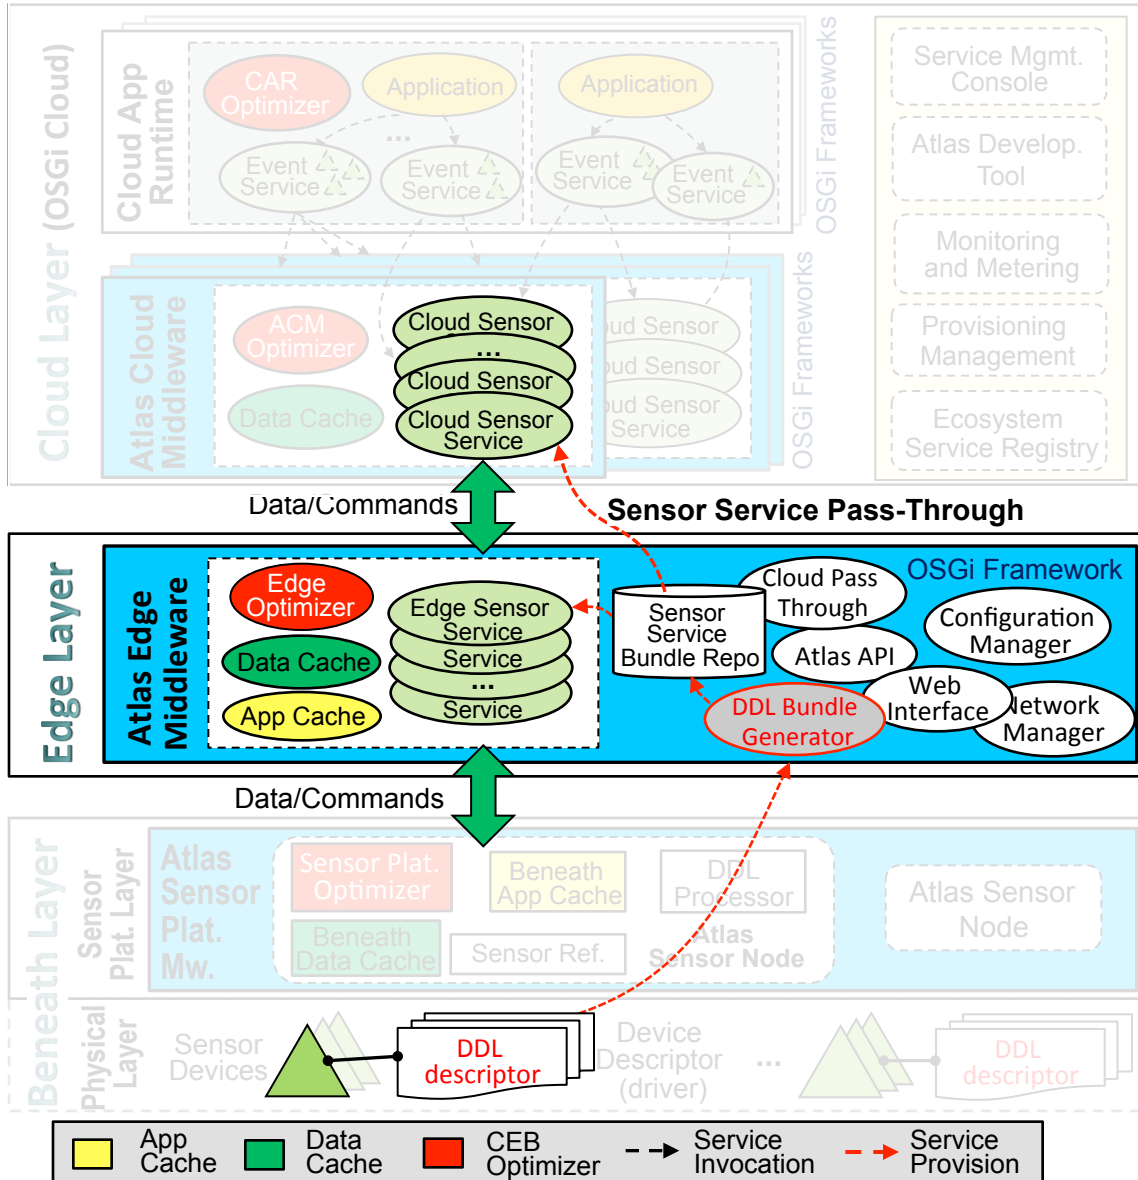 Cloud Layer (OSGi Cloud)
Cloud App
Runtime
CAR
Optimizer
Application
...
Event
Service
Event
Service
Application
Event
Service
Event
Service
OSGi Frameworks
Service Mgmt.
Console
Atlas Develop.
Tool
Monitoring
and Metering
Provisioning
Management
Ecosystem
Service Registry
Atlas Cloud
Middleware
ACM
Optimizer
Data Cache
Cloud Sensor
...
Cloud Sensor
Cloud Sensor
Service
loud Sensor
loud Sensor
oud Sensor
Service
OSGi Frameworks
Data/Commands
Sensor Service Pass-Through
Edge Layer
Atlas Edge
Middleware
Edge
Optimizer
Data Cache
App Cache
Edge Sensor
Service
Service
...
Service
Sensor
Service
Bundle Repo
Cloud Pass
Through
OSGi Framework
Configuration
Manager
Atlas API
Web
Interface
Network
Manager
DDL Bundle
Generator
Data/Commands
Beneath Layer
Sensor
Plat. Layer
Atlas
Sensor
Plat.
Mw.
Sensor Plat.
Optimizer
Beneath
App Cache
DDL
Processor
Beneath
Data Cache
Sensor Ref.
Atlas
Sensor Node
Atlas Sensor
Node
Physical
Layer
Sensor
Devices
DDL
descriptor
Device
Descriptor
(driver)
...
DDL
descriptor
App
Cache
Data
Cache
CEB
Optimizer
Service
Invocation
Service
Provision